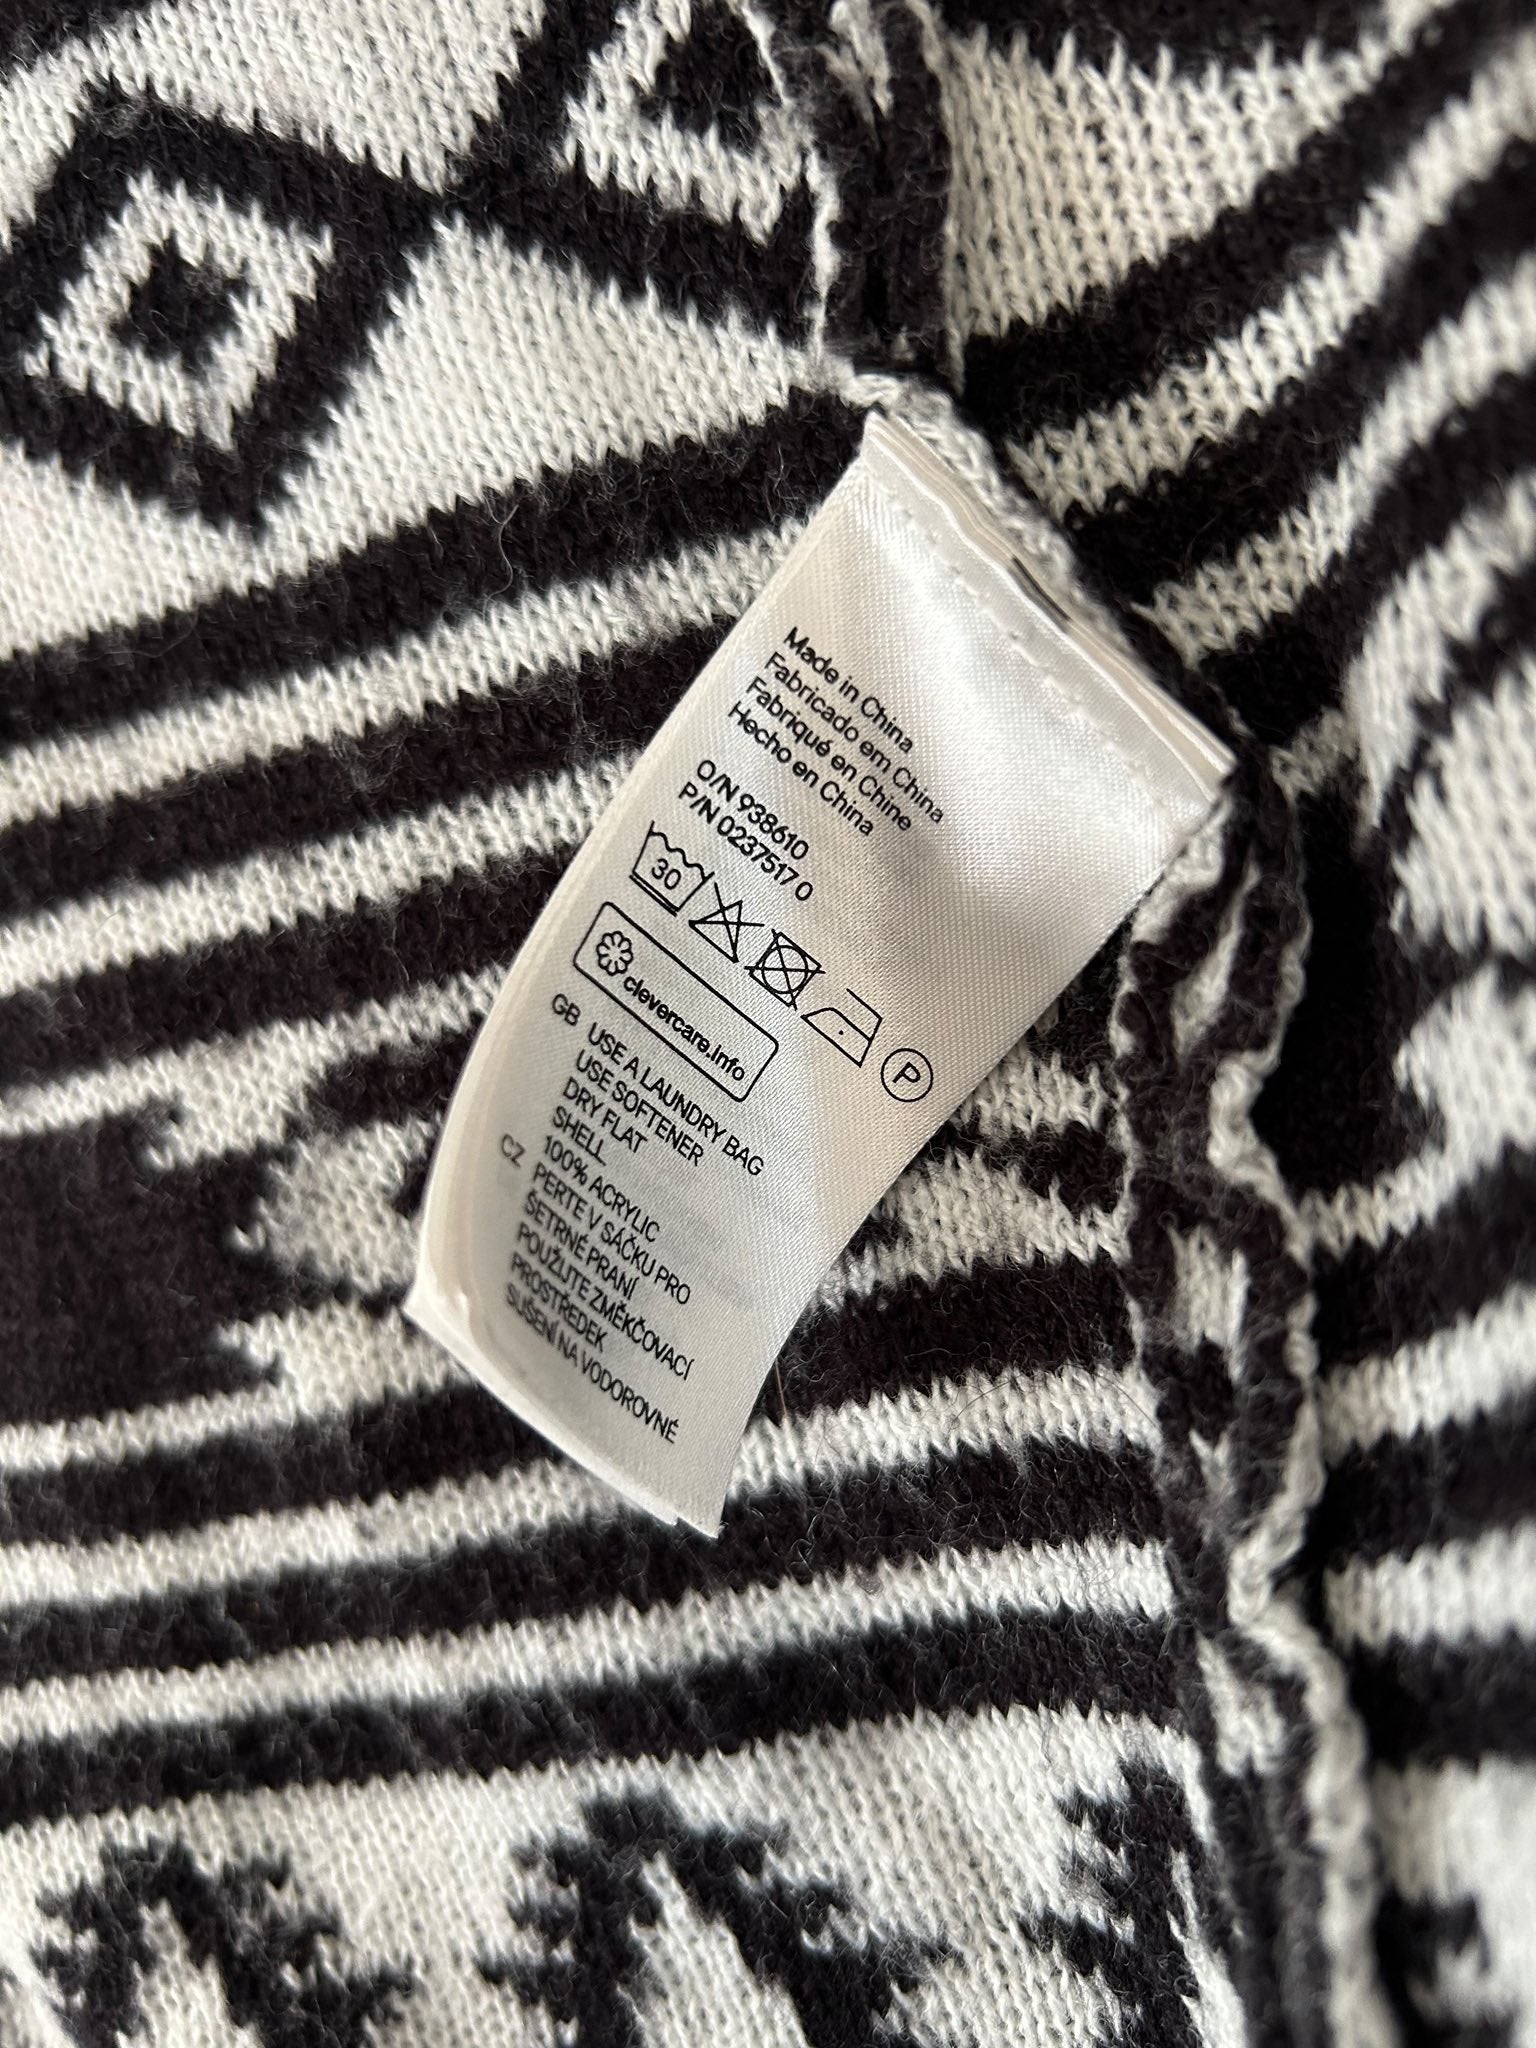 Made in China
Fabricado em China
Fabriqué en Chine
Hecho en China
O/N 938610
P/N 0237517 0
30
P
clevercare.info
GB USE A LAUNDRY BAG
USE SOFTENER
DRY FLAT
SHELL
100% ACRYLIC
CZ PERTE V SÁČKU PRO
ŠETRNÉ PRANÍ
POUŽIJTE ZMĚKČOVACÍ
PROSTŘEDEK
SUŠENÍ NA VODOROVNÉ